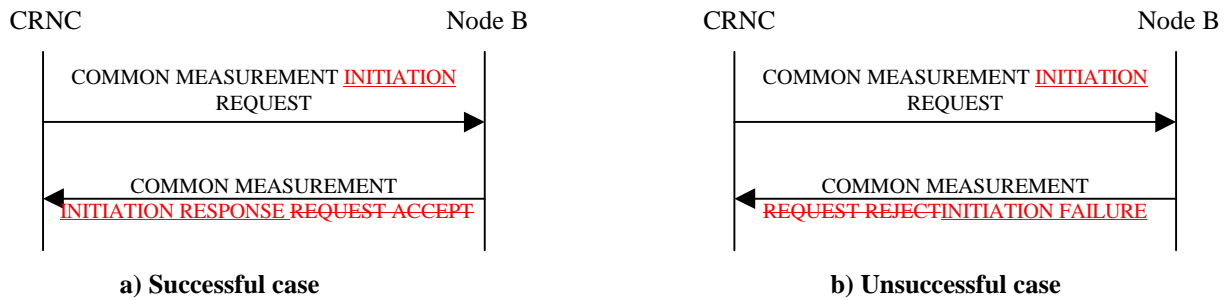 CRNC Node B CRNC Node B
COMMON MEASUREMENT INITIATION COMMON MEASUREMENT INITIATION
REQUEST REQUEST
COMMON MEASUREMENT COMMON MEASUREMENT
INITIATION RESPONSE REQUEST ACCEPT REQUEST REJECTINITIATION FAILURE
a) Successful case b) Unsuccessful case